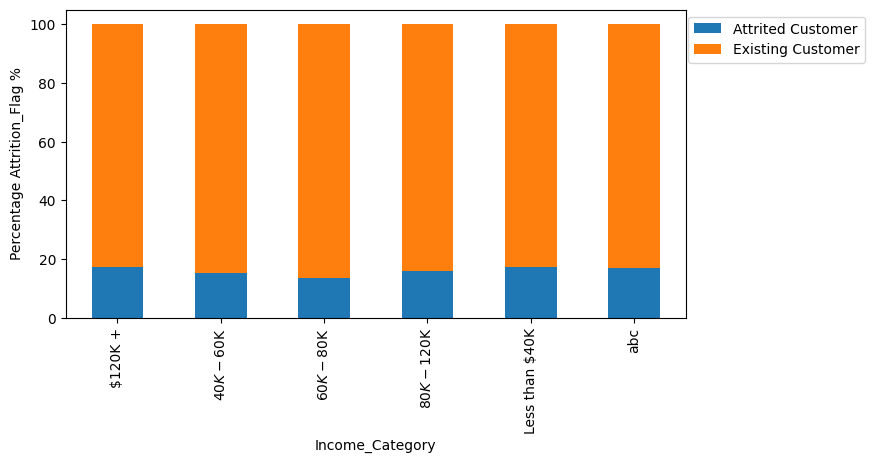 100
80
60
40
20
0
Percentage Attrition_Flag %
Attrited Customer
Existing Customer
$120K +
40K − 60K
60K − 80K
80K − 120K
Less than $40K
abc
Income_Category